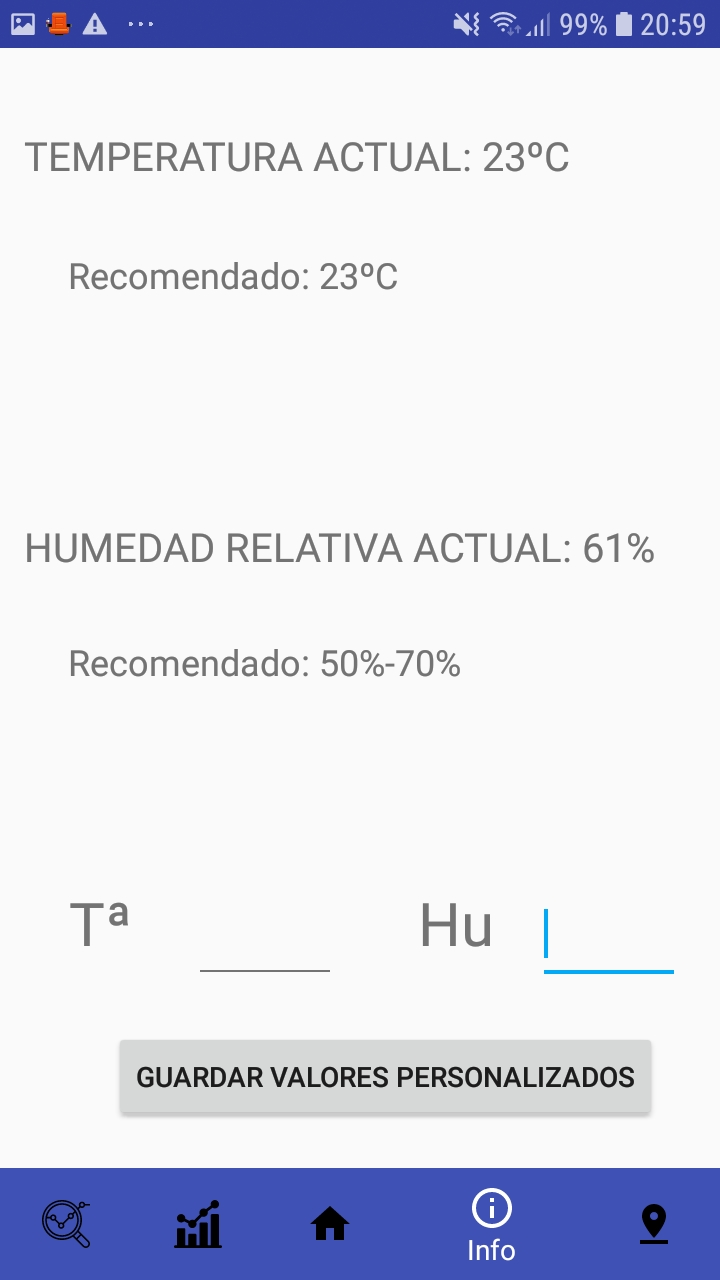 99% 20:59
TEMPERATURA ACTUAL: 23ºC
Recomendado: 23ºC
HUMEDAD RELATIVA ACTUAL: 61%
Recomendado: 50%-70%
Tª Hu
GUARDAR VALORES PERSONALIZADOS
Info